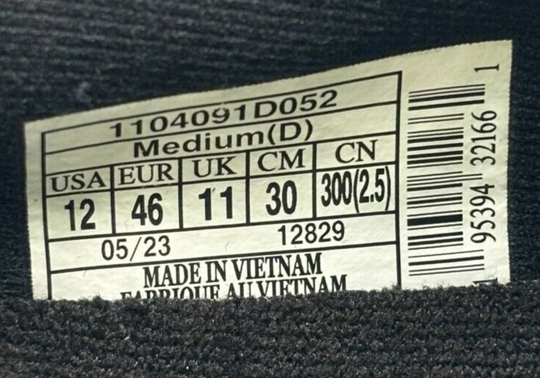 1104091D052
Medium(D)
USA EUR UK CM CN
12 46 11 30 300(2.5)
05/23 12829
MADE IN VIETNAM
FABRIQUE AU VIETNAM
95394 32166 1